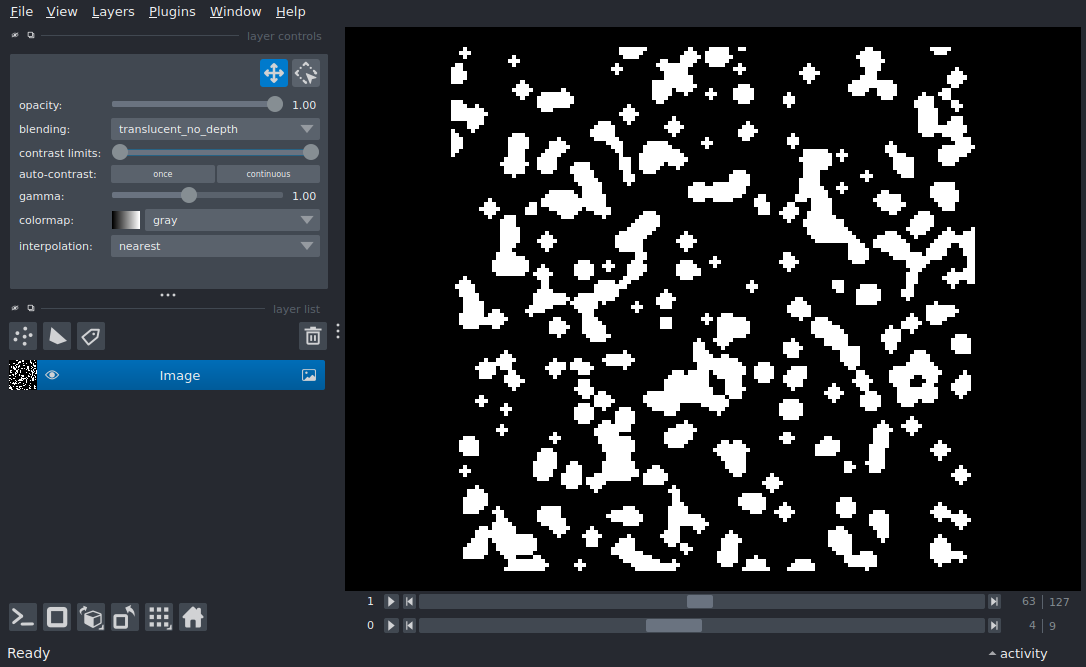 File View Layers Plugins Window Help
layer controls
opacity: 1.00
blending: translucent_no_depth
contrast limits:
auto-contrast: once continuous
gamma: 1.00
colormap: gray
interpolation: nearest
layer list
Image
1 63 127
0 4 9
Ready activity